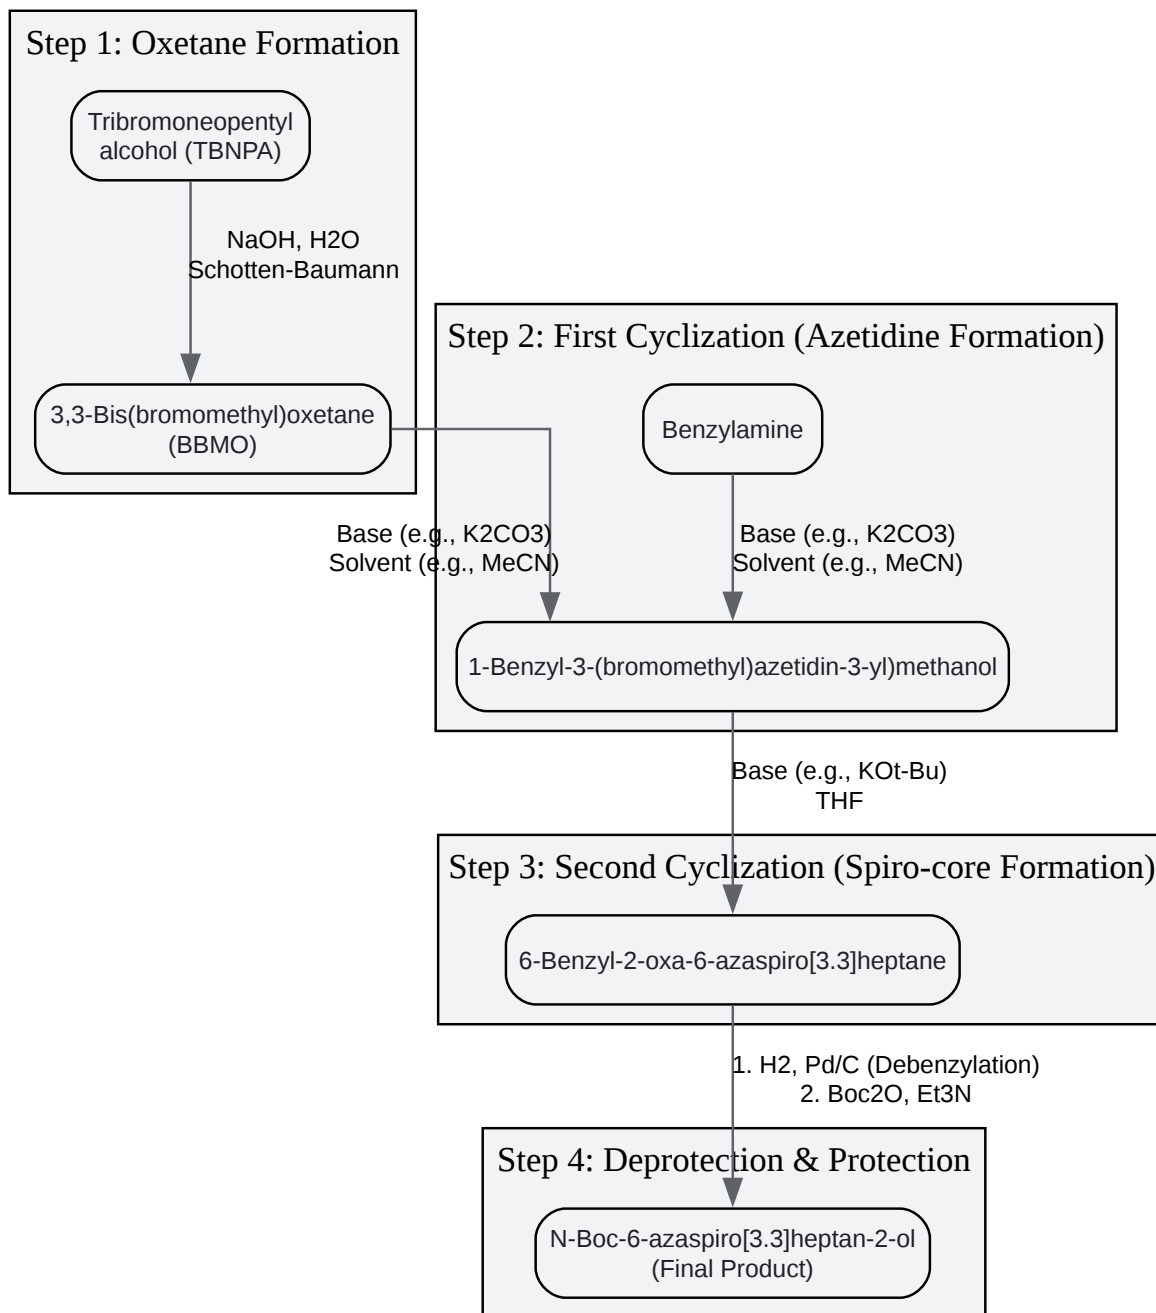 Step 1: Oxetane Formation
Tribromoneopentyl
alcohol (TBNPA)
NaOH, H2O
Schotten-Baumann
3,3-Bis(bromomethyl)oxetane
(BBMO)
Step 2: First Cyclization (Azetidine Formation)
Benzylamine
Base (e.g., K2CO3)
Solvent (e.g., MeCN)
Base (e.g., K2CO3)
Solvent (e.g., MeCN)
1-Benzyl-3-(bromomethyl)azetidin-3-yl)methanol
Base (e.g., KOt-Bu)
THF
Step 3: Second Cyclization (Spiro-core Formation)
6-Benzyl-2-oxa-6-azaspiro[3.3]heptane
1. H2, Pd/C (Debenzylation)
2. Boc2O, Et3N
Step 4: Deprotection & Protection
N-Boc-6-azaspiro[3.3]heptan-2-ol
(Final Product)